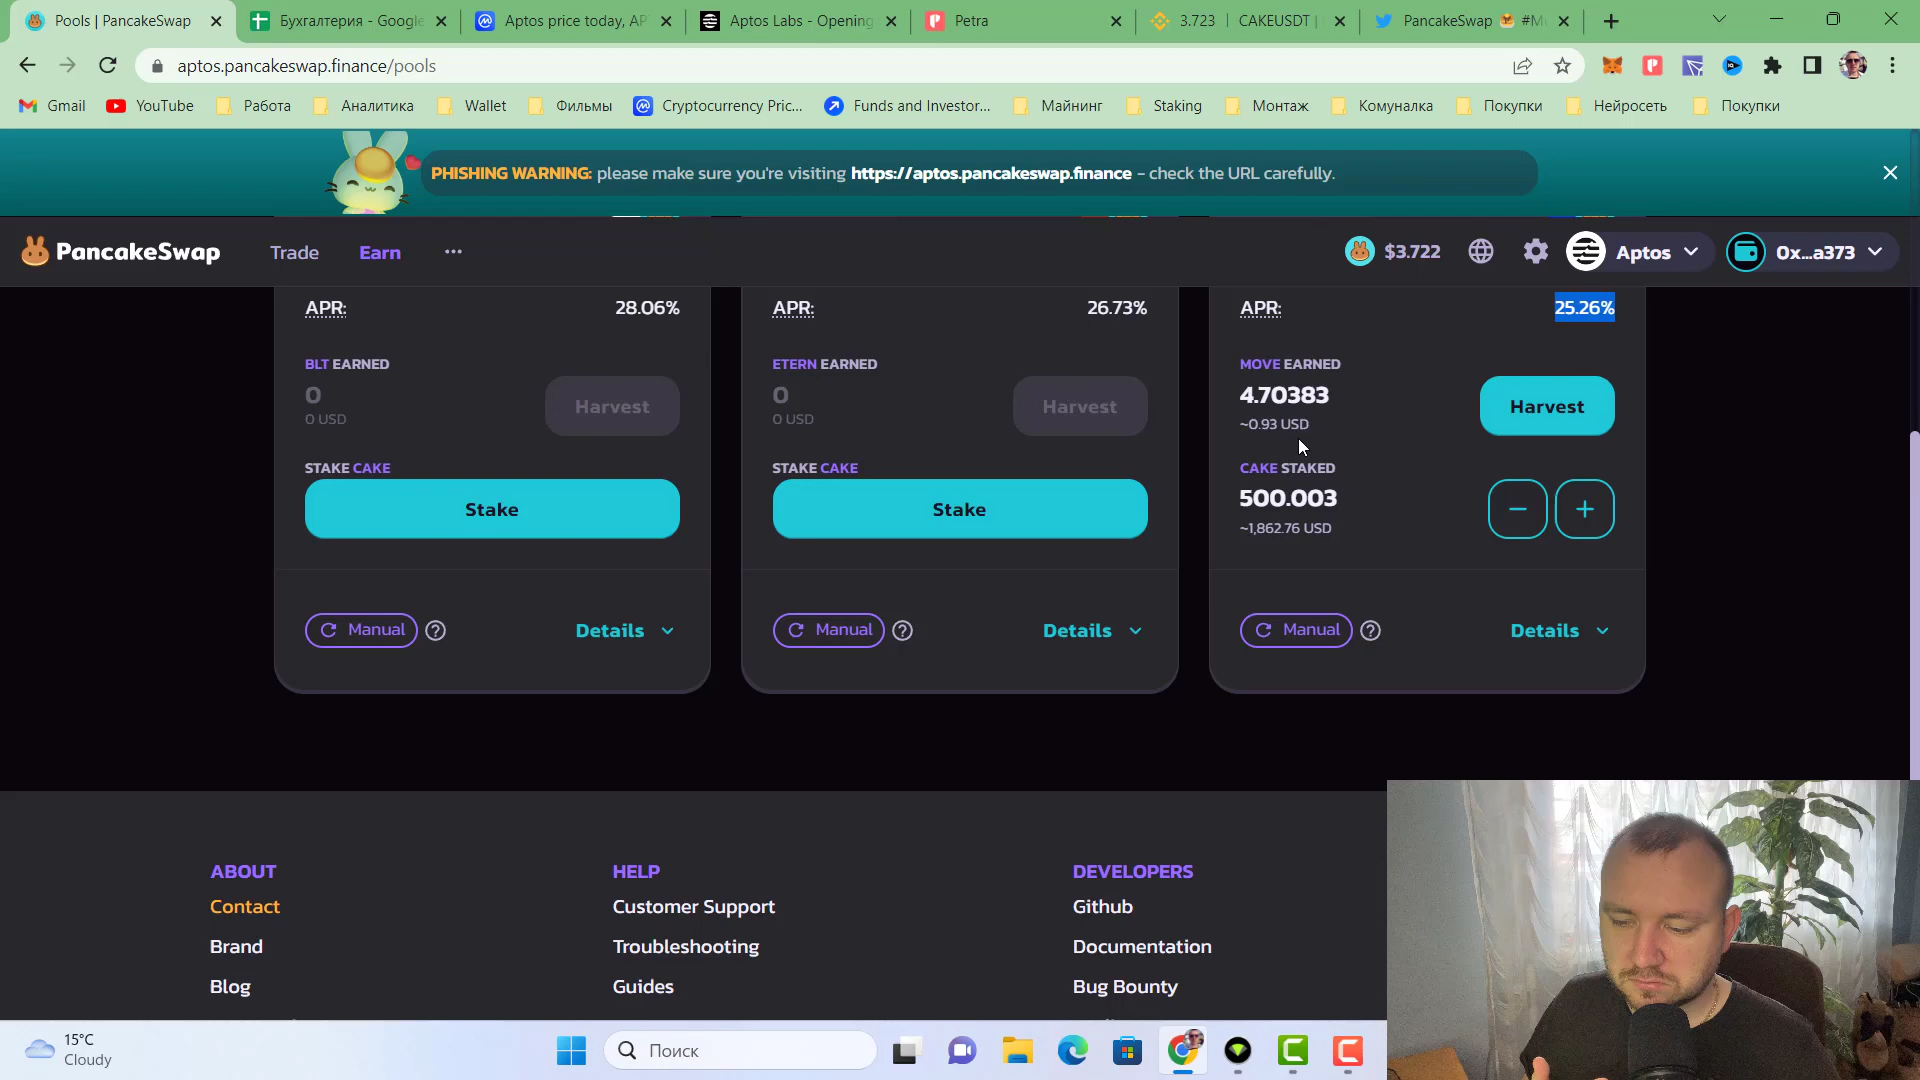 Pools | PancakeSwap
Бухгалтерия - Google
Aptos price today, AP
Aptos Labs - Opening
Petra
3.723 | CAKEUSDT |
PancakeSwap 🥞 #Mu
aptos.pancakeswap.finance/pools
Gmail
YouTube
Работа
Аналитика
Wallet
Фильмы
Cryptocurrency Pric...
Funds and Investor...
Майнинг
Staking
Монтаж
Комуналка
Покупки
Нейросеть
Покупки
PHISHING WARNING: please make sure you're visiting https://aptos.pancakeswap.finance - check the URL carefully.
PancakeSwap
Trade
Earn
$3.722
Aptos
0x...a373
APR:
28.06%
BLT EARNED
0
0 USD
Harvest
STAKE CAKE
Stake
Manual
Details
APR:
26.73%
ETERN EARNED
0
0 USD
Harvest
STAKE CAKE
Stake
Manual
Details
APR:
25.26%
MOVE EARNED
4.70383
~0.93 USD
Harvest
CAKE STAKED
500.003
~1,862.76 USD
Manual
Details
ABOUT
Contact
Brand
Blog
HELP
Customer Support
Troubleshooting
Guides
DEVELOPERS
Github
Documentation
Bug Bounty
15°C
Cloudy
Поиск